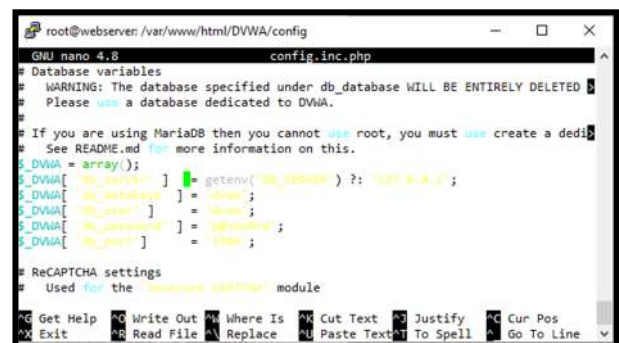 root@webserver: /var/www/html/DVWA/config
GNU nano 4.8 config.inc.php
# Database variables
# WARNING: The database specified under db_database WILL BE ENTIRELY DELETED >
# Please use a database dedicated to DVWA.
#
# If you are using MariaDB then you cannot use root, you must use create a dedi>
# See README.md for more information on this.
$_DVWA = array();
$_DVWA[ 'db_server' ] = getenv('DB_SERVER') ?: '127.0.0.1';
$_DVWA[ 'db_database' ] = 'dvwa';
$_DVWA[ 'db_user' ] = 'dvwa';
$_DVWA[ 'db_password' ] = ;
$_DVWA[ 'db_port' ] = ;
# ReCAPTCHA settings
# Used for the 'Insecure CAPTCHA' module
^G Get Help ^O Write Out ^W Where Is ^K Cut Text ^J Justify ^C Cur Pos
^X Exit ^R Read File ^\ Replace ^U Paste Text ^T To Spell ^_ Go To Line